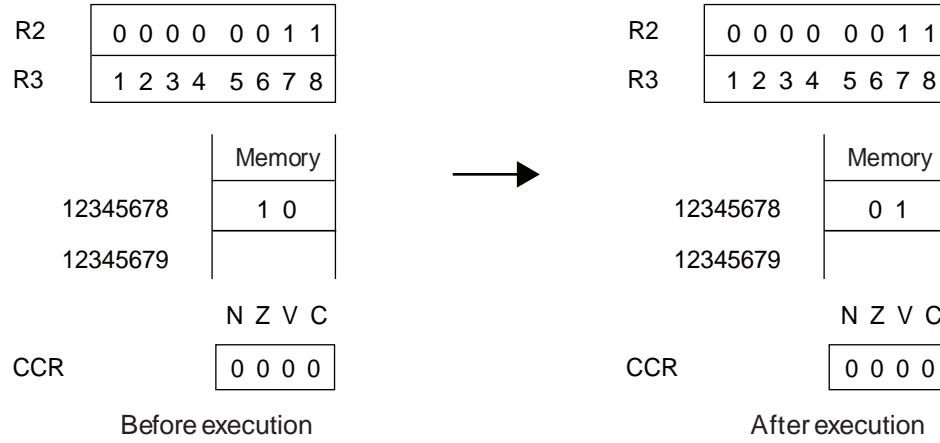 R2 0 0 0 0 0 0 1 1 R2 0 0 0 0 0 0 1 1
R3 1 2 3 4 5 6 7 8 R3 1 2 3 4 5 6 7 8
Memory Memory
12345678 1 0 12345678 0 1
12345679 12345679
N Z V C N Z V C
CCR 0 0 0 0 CCR 0 0 0 0
Before execution After execution